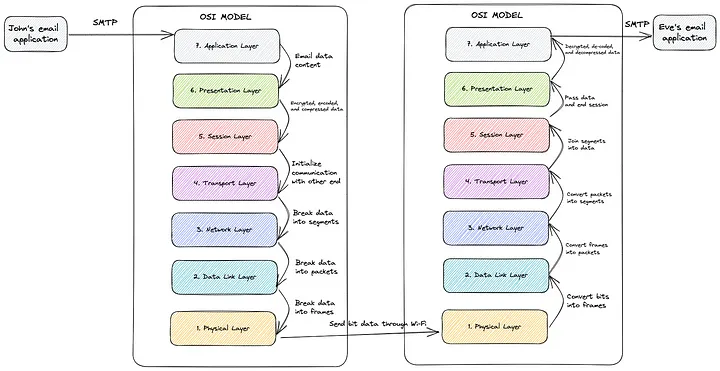 John's email
application
SMTP
OSI MODEL
7. Application Layer
Email data
content
6. Presentation Layer
Encrypted, encoded,
and compressed data
5. Session Layer
Initialize
communication
with other end
4. Transport Layer
Break data
into segments
3. Network Layer
Break data
into packets
2. Data Link Layer
Break data
into frames
1. Physical Layer
Send bit data through Wi-Fi
OSI MODEL
SMTP
Eve's email
application
7. Application Layer
Decrypted, de-coded,
and decompressed data
6. Presentation Layer
Pass data
and end session
5. Session Layer
Join segments
into data
4. Transport Layer
Convert packets
into segments
3. Network Layer
Convert frames
into packets
2. Data Link Layer
Convert bits
into frames
1. Physical Layer